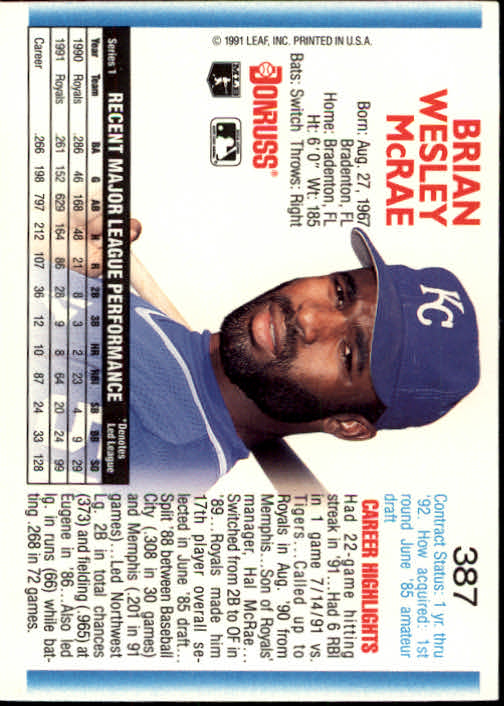 BRIAN
WESLEY
McRAE
Born: Aug. 27, 1967
Bradenton, FL
Home: Bradenton, FL
Ht: 6'0" Wt: 185
Bats: Switch Throws: Right
DONRUSS®
MLBPA
© 1991 LEAF, INC. PRINTED IN U.S.A.
KC
387
Contract Status: 1 yr. thru
'92. How acquired: 1st
round June '85 amateur
draft
CAREER HIGHLIGHTS
Had 22-game hitting
streak in '91...Had 6 RBI
in 1 game 7/14/91 vs.
Tigers...Called up to
Royals in Aug. '90 from
Memphis...Son of Royals'
manager, Hal McRae...
Switched from 2B to OF in
'89...Royals made him
17th player overall se-
lected in June '85 draft...
Split '88 between Baseball
City (.308 in 30 games)
and Memphis (.201 in 91
games)...Led Northwest
Lg. 2B in total chances
(373) and fielding (.965) at
Eugene in '86...Also led
lg. in runs (66) while bat-
ting .268 in 72 games.
Series 1 RECENT MAJOR LEAGUE PERFORMANCE *Denotes
Led League
Year Team BA G AB H R 2B 3B HR RBI SB BB SO
1990 Royals .286 46 168 48 21 8 3 2 23 4 9 29
1991 Royals .261 152 629 164 86 28 9 8 64 20 24 99
Career .266 198 797 212 107 36 12 10 87 24 33 128